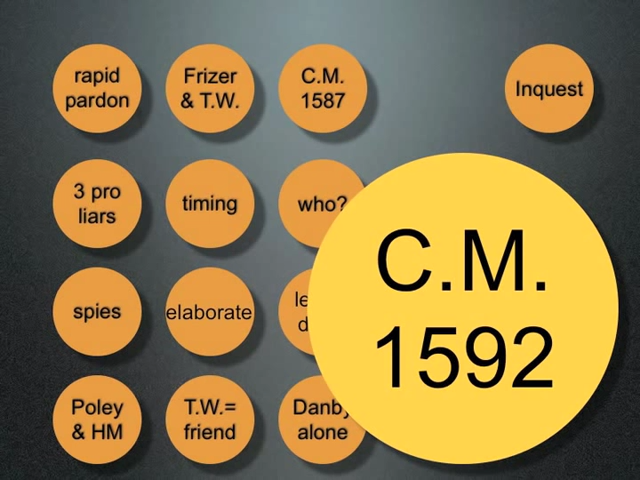 rapid
pardon
Frizer
& T.W.
C.M.
1587
Inquest
3 pro
liars
timing
who?
spies
elaborate
C.M.
1592
Poley
& HM
T.W.=
friend
Danby
alone